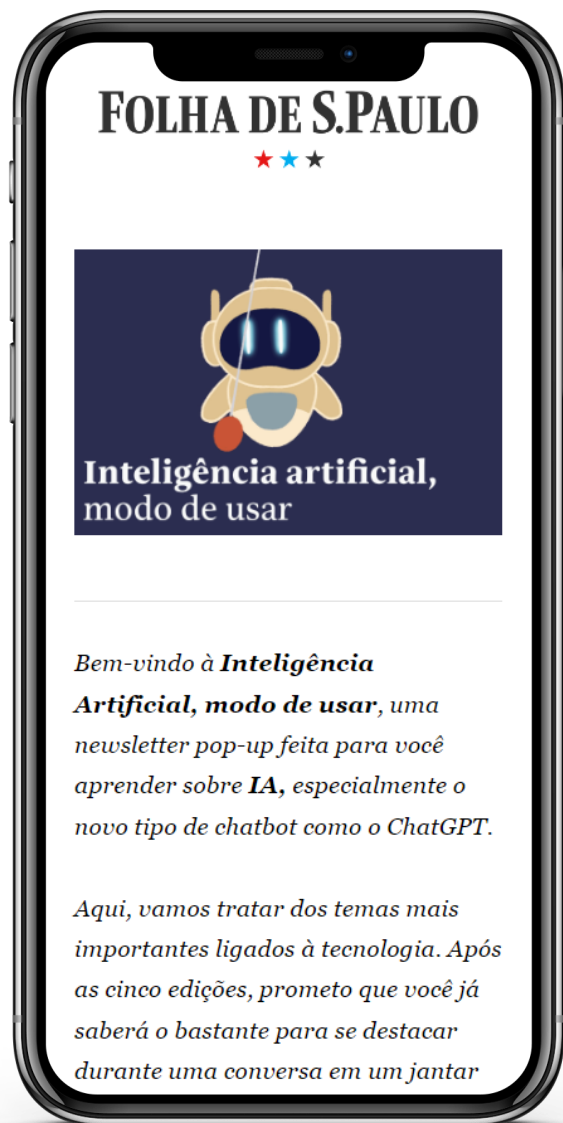 FOLHA DE S.PAULO
Inteligência artificial,
modo de usar
Bem-vindo à Inteligência
Artificial, modo de usar, uma
newsletter pop-up feita para você
aprender sobre IA, especialmente o
novo tipo de chatbot como o ChatGPT.
Aqui, vamos tratar dos temas mais
importantes ligados à tecnologia. Após
as cinco edições, prometo que você já
saberá o bastante para se destacar
durante uma conversa em um jantar